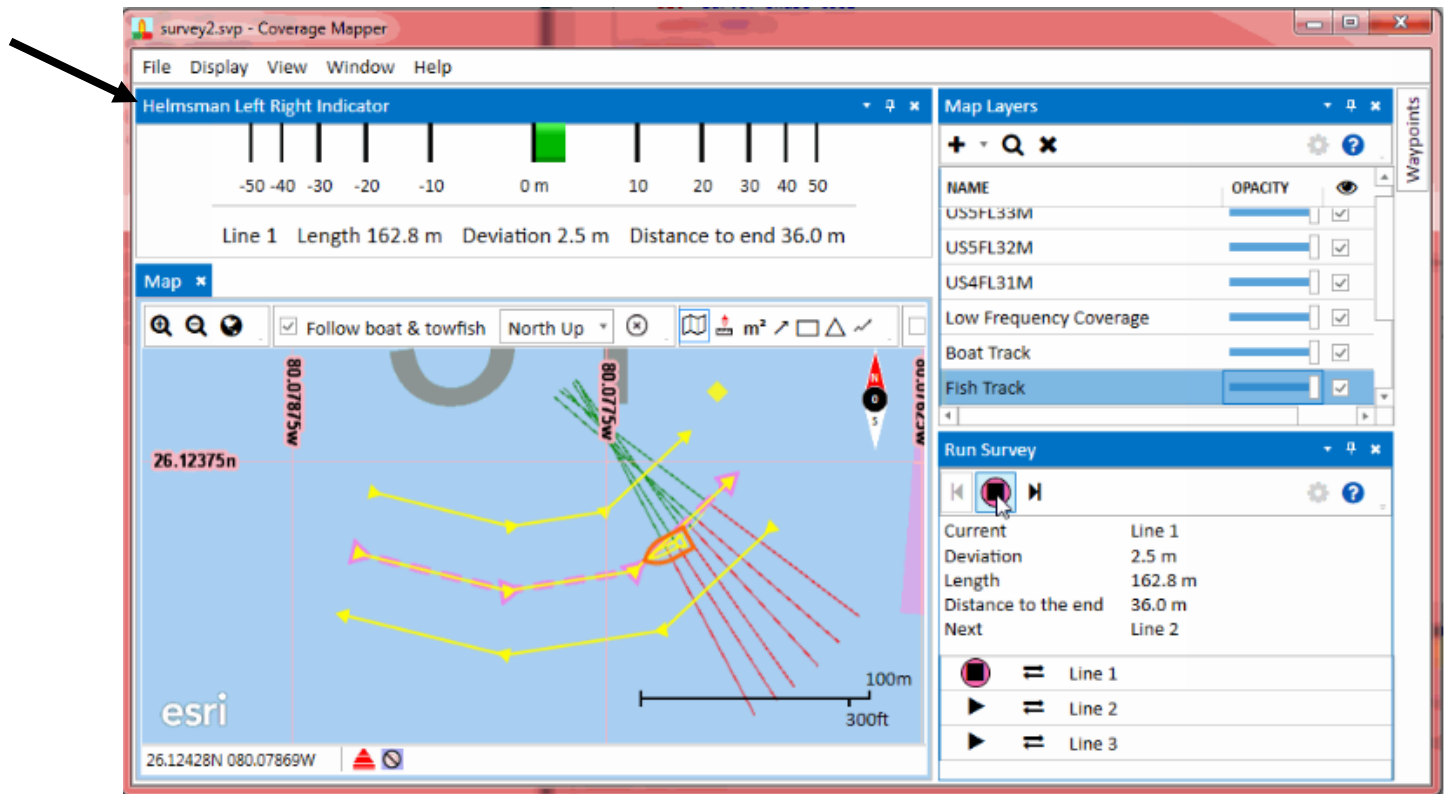 survey2.svp - Coverage Mapper
File Display View Window Help
Helmsman Left Right Indicator
-50 -40 -30 -20 -10 0 m 10 20 30 40 50
Line 1 Length 162.8 m Deviation 2.5 m Distance to end 36.0 m
Map
Follow boat & towfish North Up m²
80.07875W
80.0775W
26.12375n
N
0
S
100m
300ft
esri
26.12428N 080.07869W
Map Layers
NAME OPACITY
US5FL33M
US5FL32M
US4FL31M
Low Frequency Coverage
Boat Track
Fish Track
Run Survey
Current Line 1
Deviation 2.5 m
Length 162.8 m
Distance to the end 36.0 m
Next Line 2
Line 1
Line 2
Line 3
Waypoints